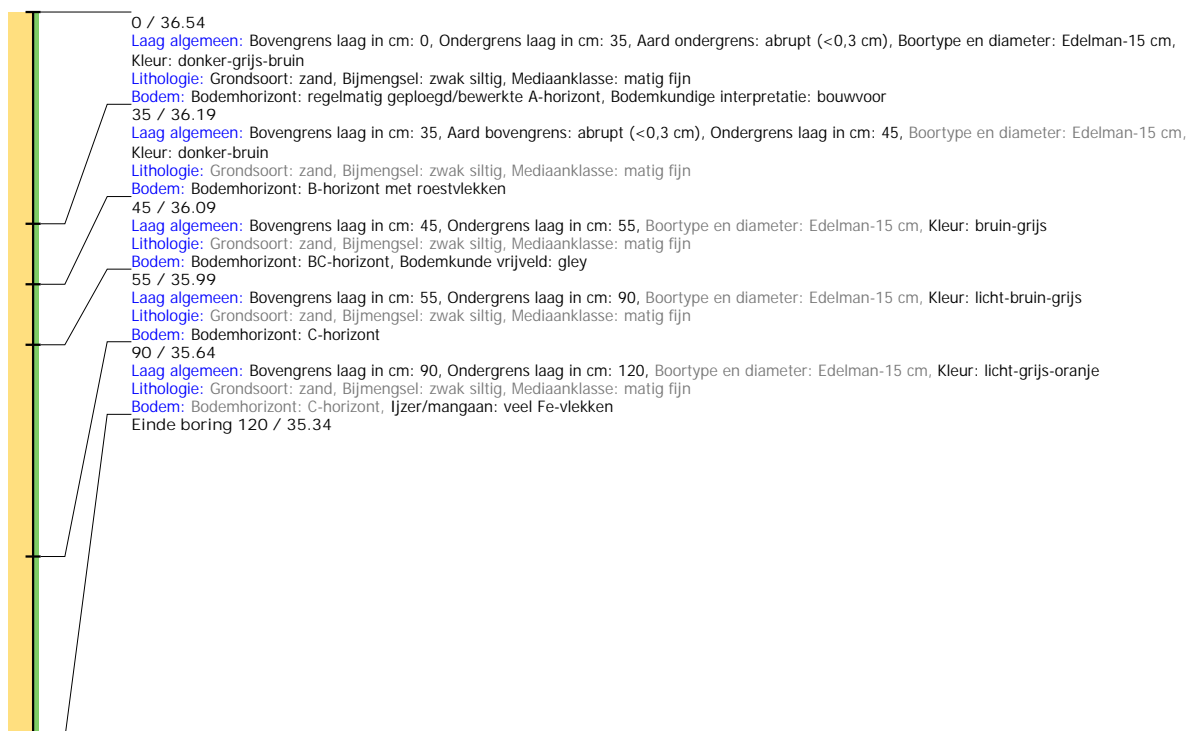 0 / 36.54
Laag algemeen: Bovengrens laag in cm: 0, Ondergrens laag in cm: 35, Aard ondergrens: abrupt (<0,3 cm), Boortype en diameter: Edelman-15 cm,
Kleur: donker-grijs-bruin
Lithologie: Grondsoort: zand, Bijmengsel: zwak siltig, Mediaanklasse: matig fijn
Bodem: Bodemhorizont: regelmatig geploegd/bewerkte A-horizont, Bodemkundige interpretatie: bouwvoor
35 / 36.19
Laag algemeen: Bovengrens laag in cm: 35, Aard bovengrens: abrupt (<0,3 cm), Ondergrens laag in cm: 45, Boortype en diameter: Edelman-15 cm,
Kleur: donker-bruin
Lithologie: Grondsoort: zand, Bijmengsel: zwak siltig, Mediaanklasse: matig fijn
Bodem: Bodemhorizont: B-horizont met roestvlekken
45 / 36.09
Laag algemeen: Bovengrens laag in cm: 45, Ondergrens laag in cm: 55, Boortype en diameter: Edelman-15 cm, Kleur: bruin-grijs
Lithologie: Grondsoort: zand, Bijmengsel: zwak siltig, Mediaanklasse: matig fijn
Bodem: Bodemhorizont: BC-horizont, Bodemkunde vrijveld: gley
55 / 35.99
Laag algemeen: Bovengrens laag in cm: 55, Ondergrens laag in cm: 90, Boortype en diameter: Edelman-15 cm, Kleur: licht-bruin-grijs
Lithologie: Grondsoort: zand, Bijmengsel: zwak siltig, Mediaanklasse: matig fijn
Bodem: Bodemhorizont: C-horizont
90 / 35.64
Laag algemeen: Bovengrens laag in cm: 90, Ondergrens laag in cm: 120, Boortype en diameter: Edelman-15 cm, Kleur: licht-grijs-oranje
Lithologie: Grondsoort: zand, Bijmengsel: zwak siltig, Mediaanklasse: matig fijn
Bodem: Bodemhorizont: C-horizont, Ijzer/mangaan: veel Fe-vlekken
Einde boring 120 / 35.34